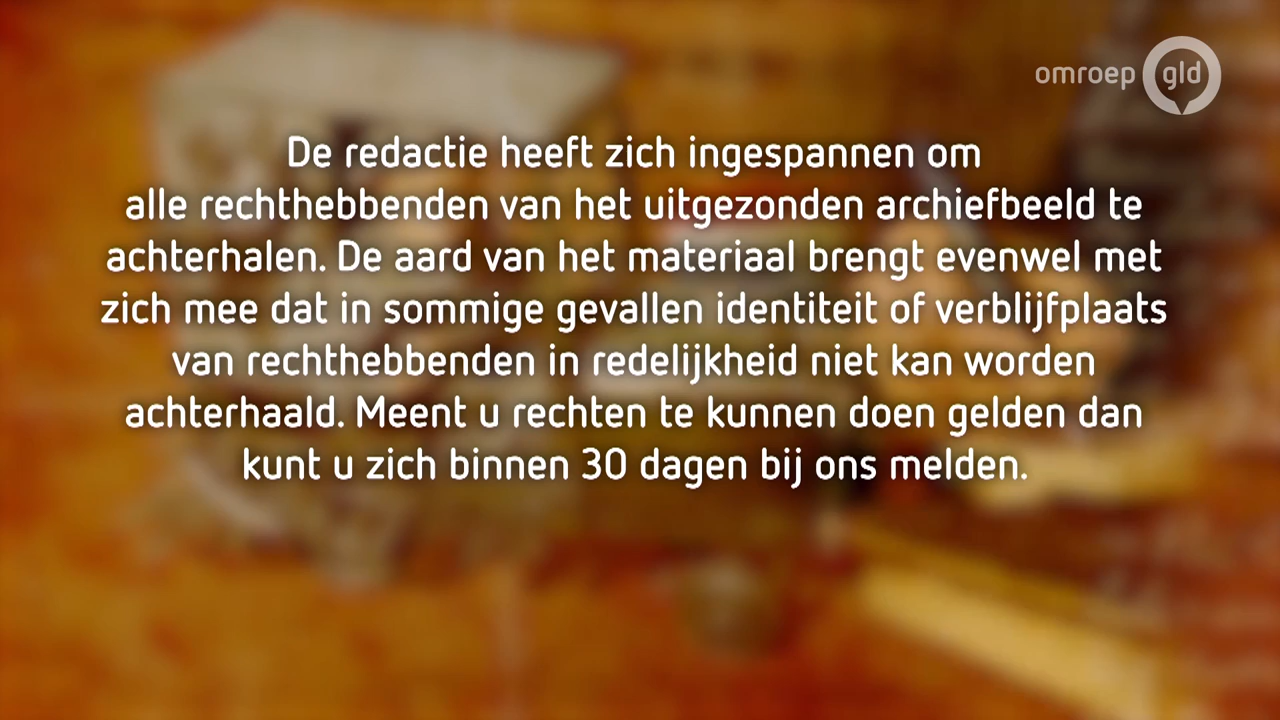 omroep gld
De redactie heeft zich ingespannen om
alle rechthebbenden van het uitgezonden archiefbeeld te
achterhalen. De aard van het materiaal brengt evenwel met
zich mee dat in sommige gevallen identiteit of verblijfplaats
van rechthebbenden in redelijkheid niet kan worden
achterhaald. Meent u rechten te kunnen doen gelden dan
kunt u zich binnen 30 dagen bij ons melden.